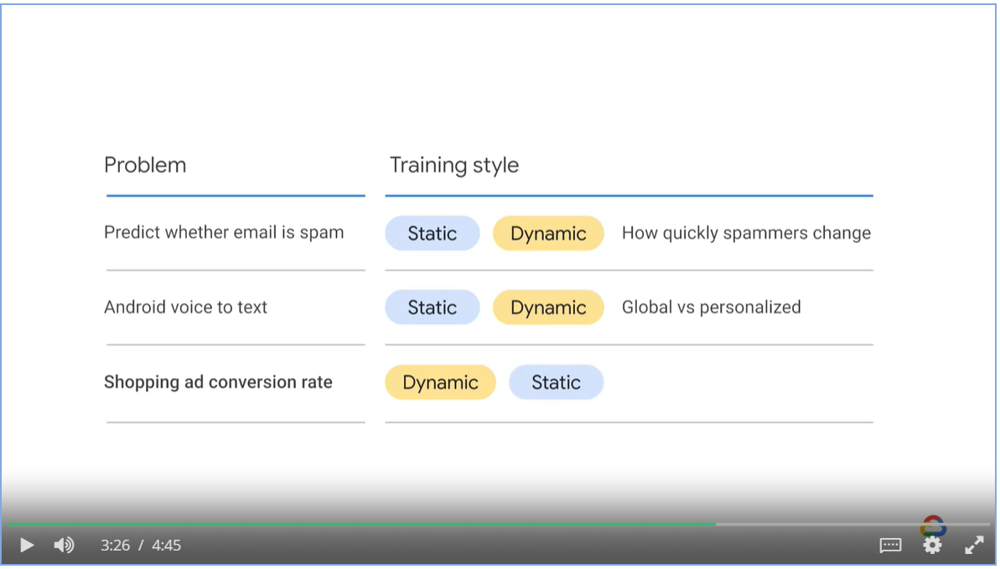 Problem Training style
Predict whether email is spam Static Dynamic How quickly spammers change
Android voice to text Static Dynamic Global vs personalized
Shopping ad conversion rate Dynamic Static
3:26 / 4:45